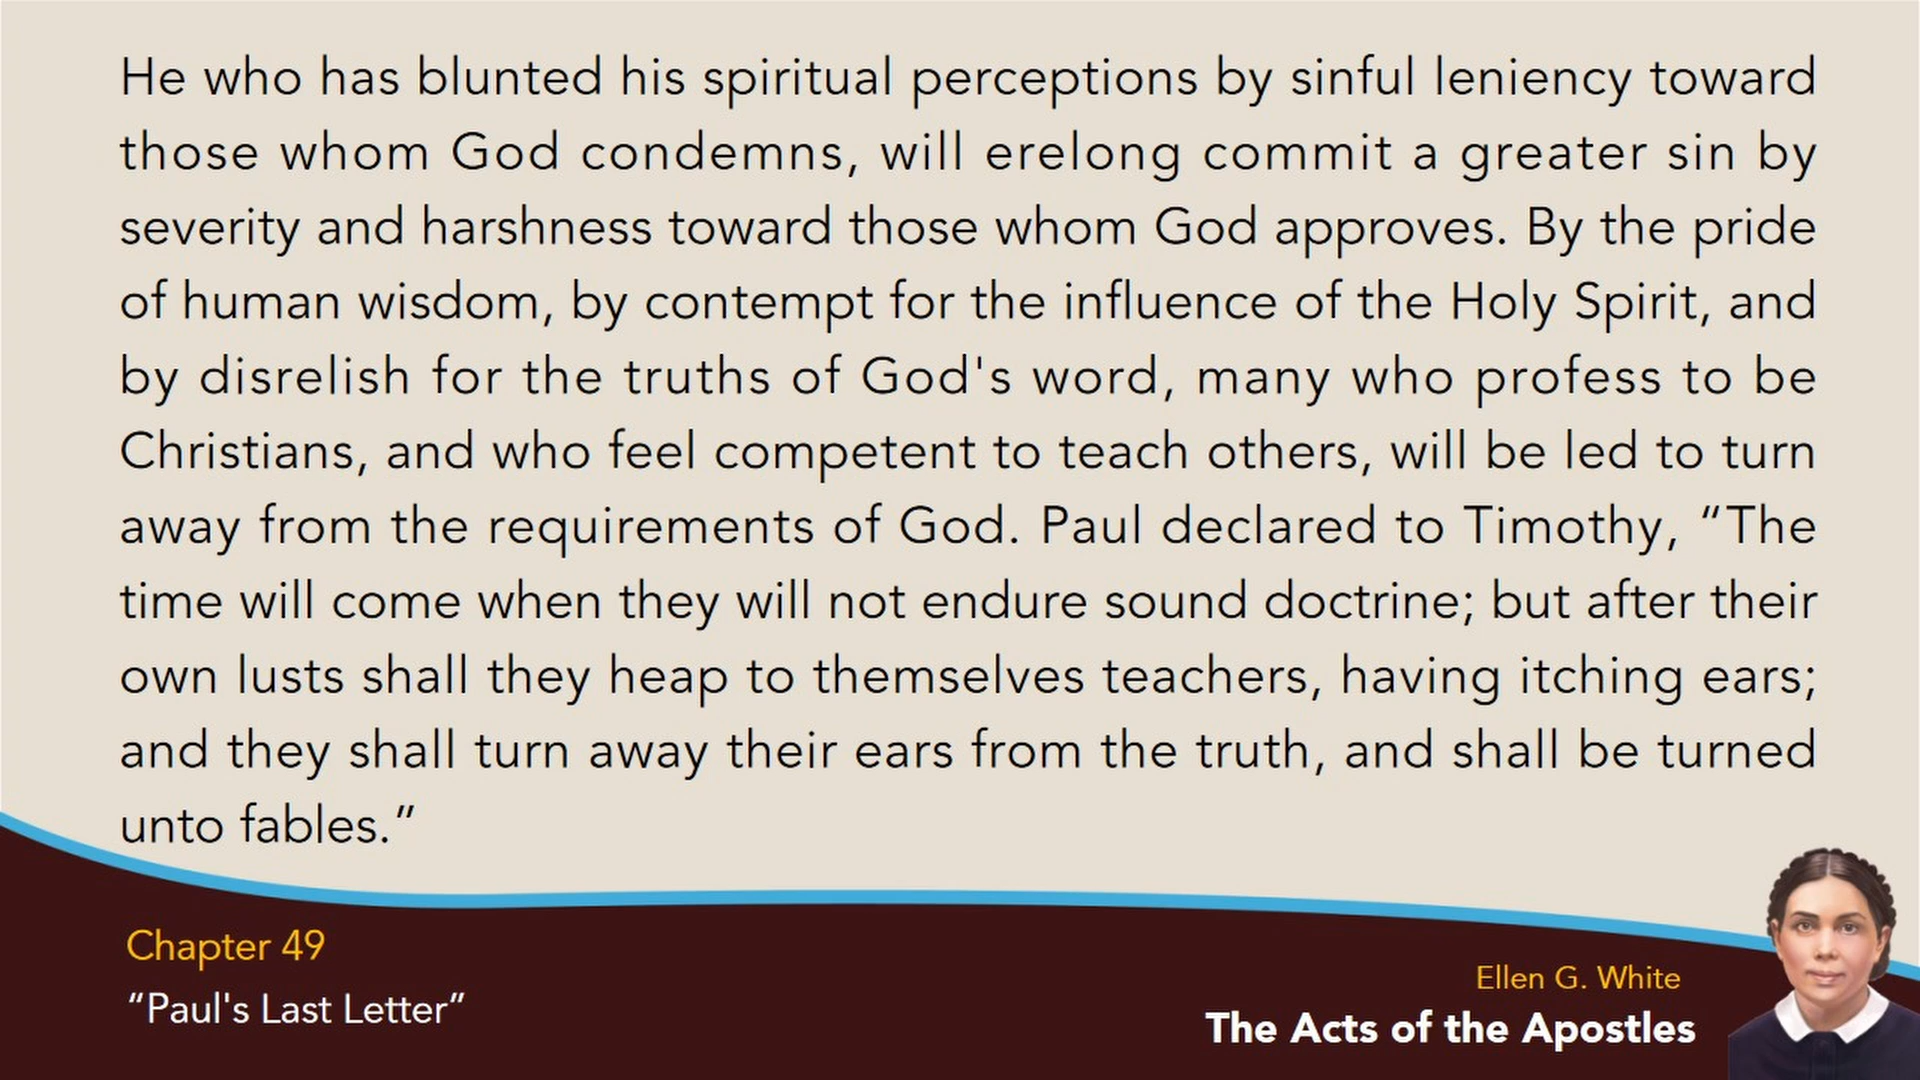 He who has blunted his spiritual perceptions by sinful leniency toward
those whom God condemns, will erelong commit a greater sin by
severity and harshness toward those whom God approves. By the pride
of human wisdom, by contempt for the influence of the Holy Spirit, and
by disrelish for the truths of God's word, many who profess to be
Christians, and who feel competent to teach others, will be led to turn
away from the requirements of God. Paul declared to Timothy, “The
time will come when they will not endure sound doctrine; but after their
own lusts shall they heap to themselves teachers, having itching ears;
and they shall turn away their ears from the truth, and shall be turned
unto fables.”
Chapter 49
“Paul's Last Letter”
Ellen G. White
The Acts of the Apostles